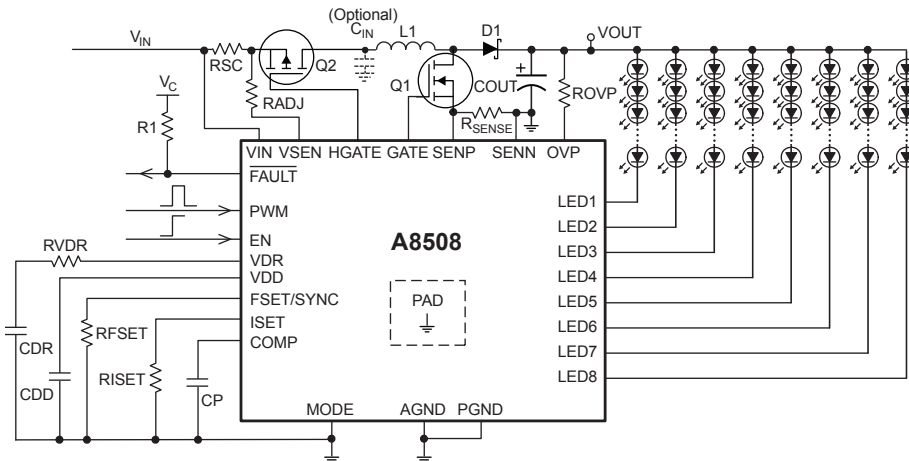 (Optional)
CIN
L1
D1
VOUT
VIN
RSC
Q2
Q1
COUT
ROVP
VC
RADJ
R1
RSENSE
VIN VSEN HGATE GATE SENP SENN OVP
FAULT
PWM
EN
RVDR
VDR
VDD
FSET/SYNC
ISET
COMP
A8508
PAD
LED1
LED2
LED3
LED4
LED5
LED6
LED7
LED8
CDR
RFSET
CDD
RISET
CP
MODE
AGND
PGND